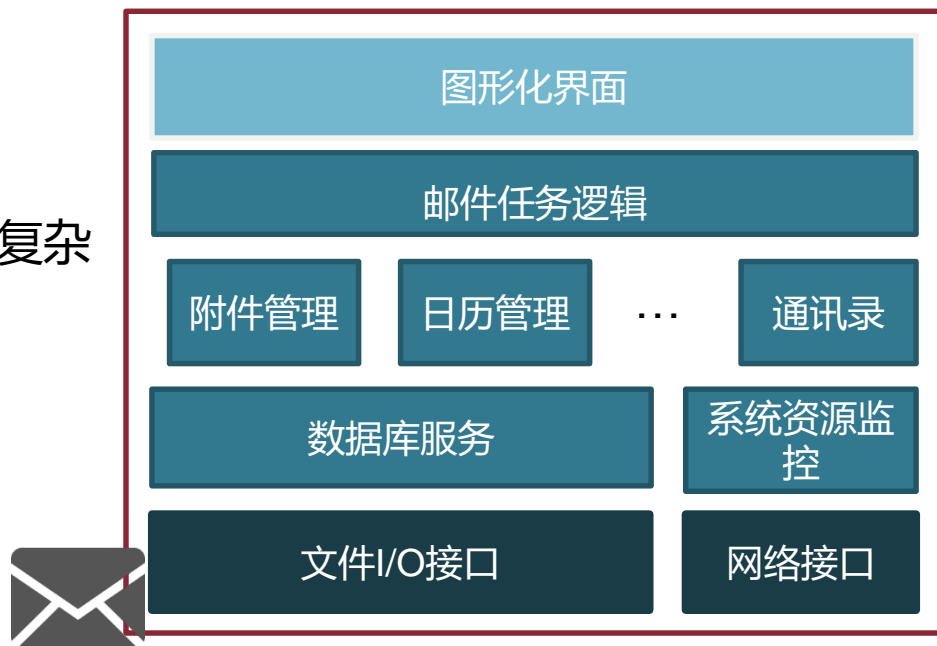 图形化界面
邮件任务逻辑
复杂
附件管理 日历管理 … 通讯录
数据库服务
系统资源监
控
文件I/O接口 网络接口